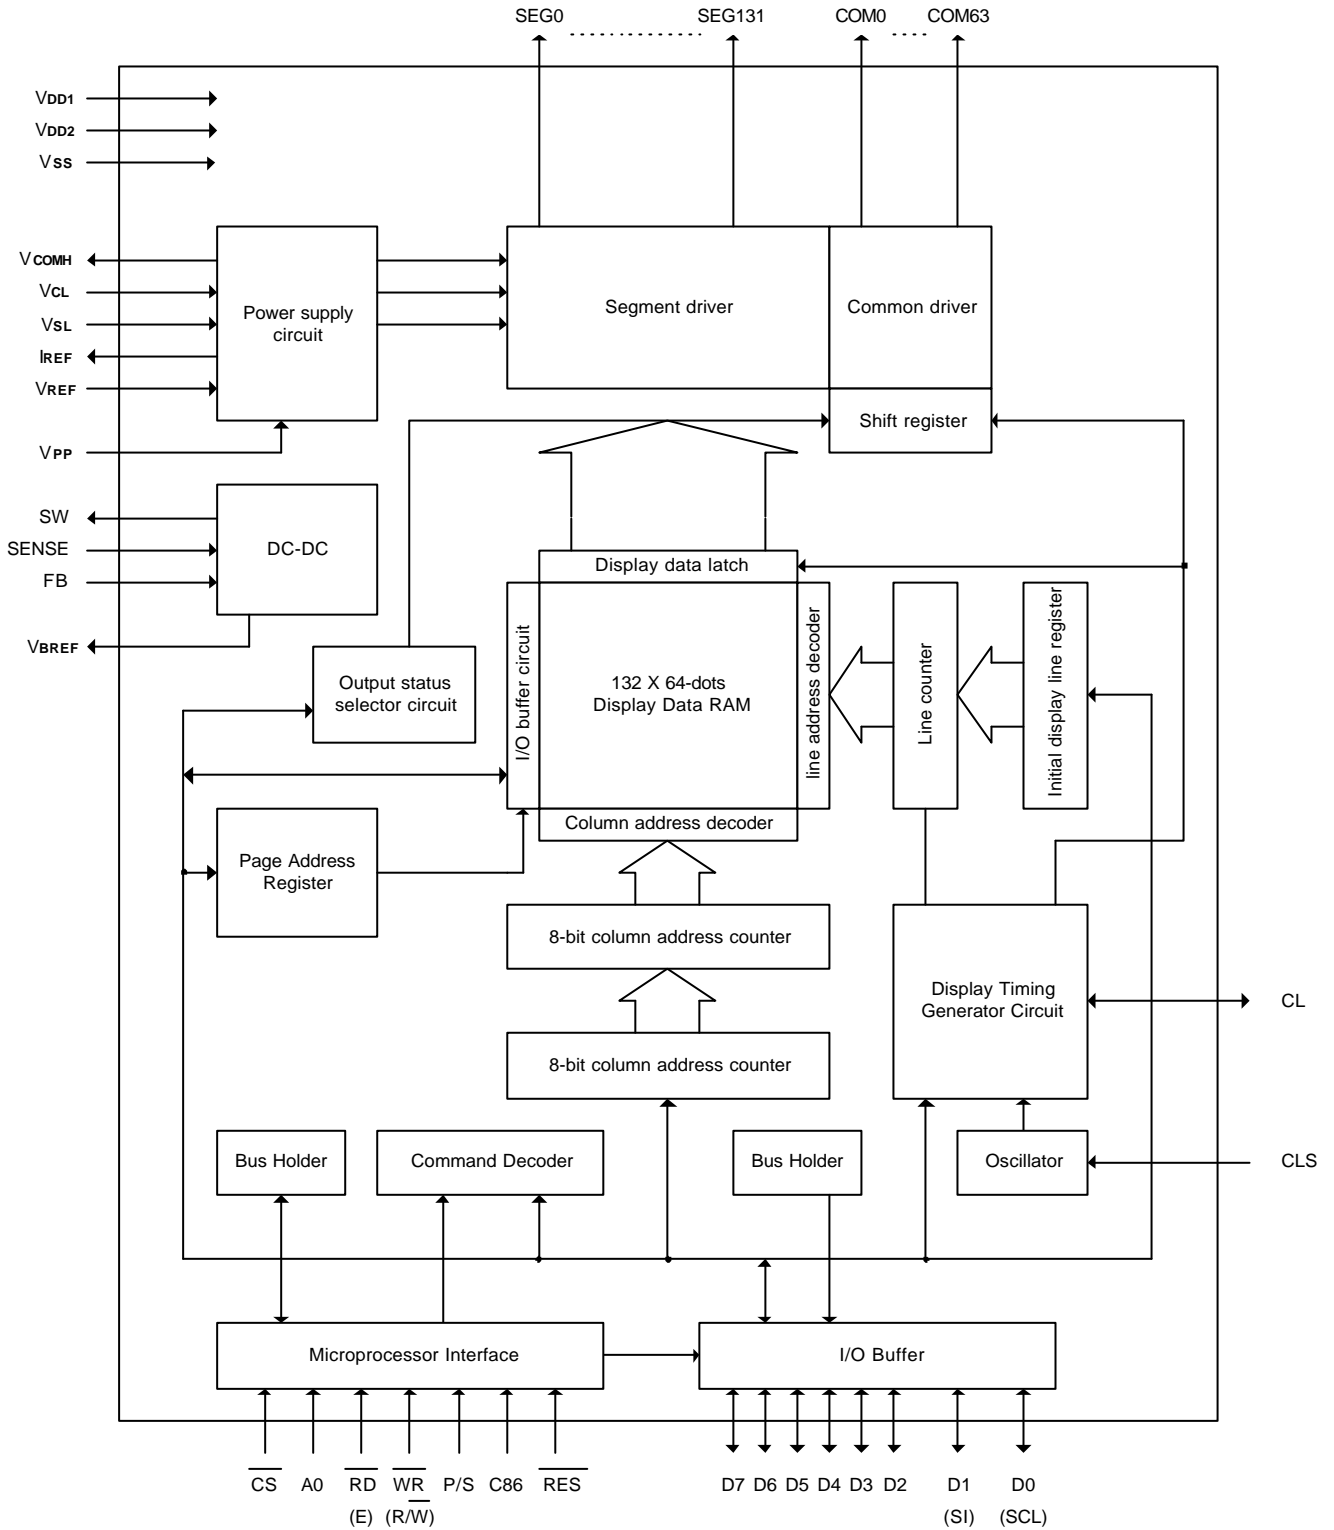 SEG0 SEG131 COM0 COM63
VDD1
VDD2
VSS
VCOMH
VCL
VSL
IREF
VREF
VPP
Power supply
circuit
Segment driver
Common driver
Shift register
SW
SENSE
FB
VBREF
DC-DC
Output status
selector circuit
Display data latch
I/O buffer circuit
132 X 64-dots
Display Data RAM
line address decoder
Line counter
Initial display line register
Column address decoder
Page Address
Register
8-bit column address counter
8-bit column address counter
Display Timing
Generator Circuit
CL
Bus Holder
Command Decoder
Bus Holder
Oscillator
CLS
Microprocessor Interface
I/O Buffer
C̅S̅ A0 R̅D̅ W̅R̅ P/S C86 R̅E̅S̅ D7 D6 D5 D4 D3 D2 D1 D0
(E) (R/W̅) (SI) (SCL)